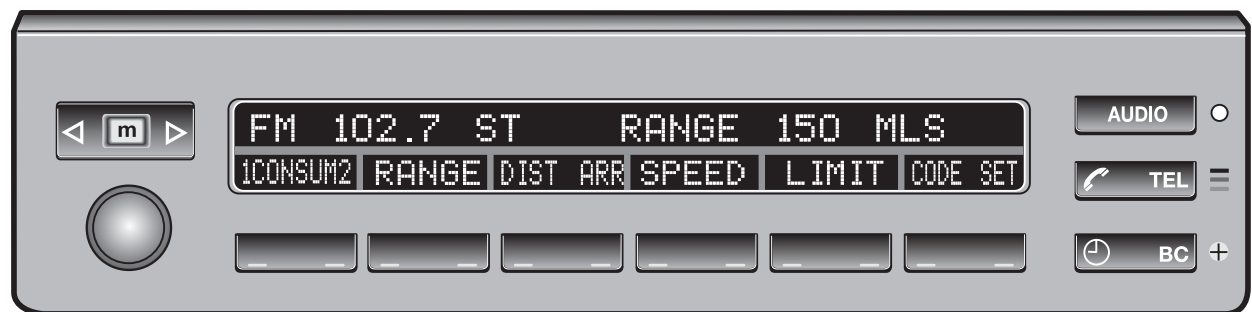 m
FM 102.7 ST RANGE 150 MLS
1CONSUM2 RANGE DIST ARR SPEED LIMIT CODE SET
AUDIO
TEL
BC